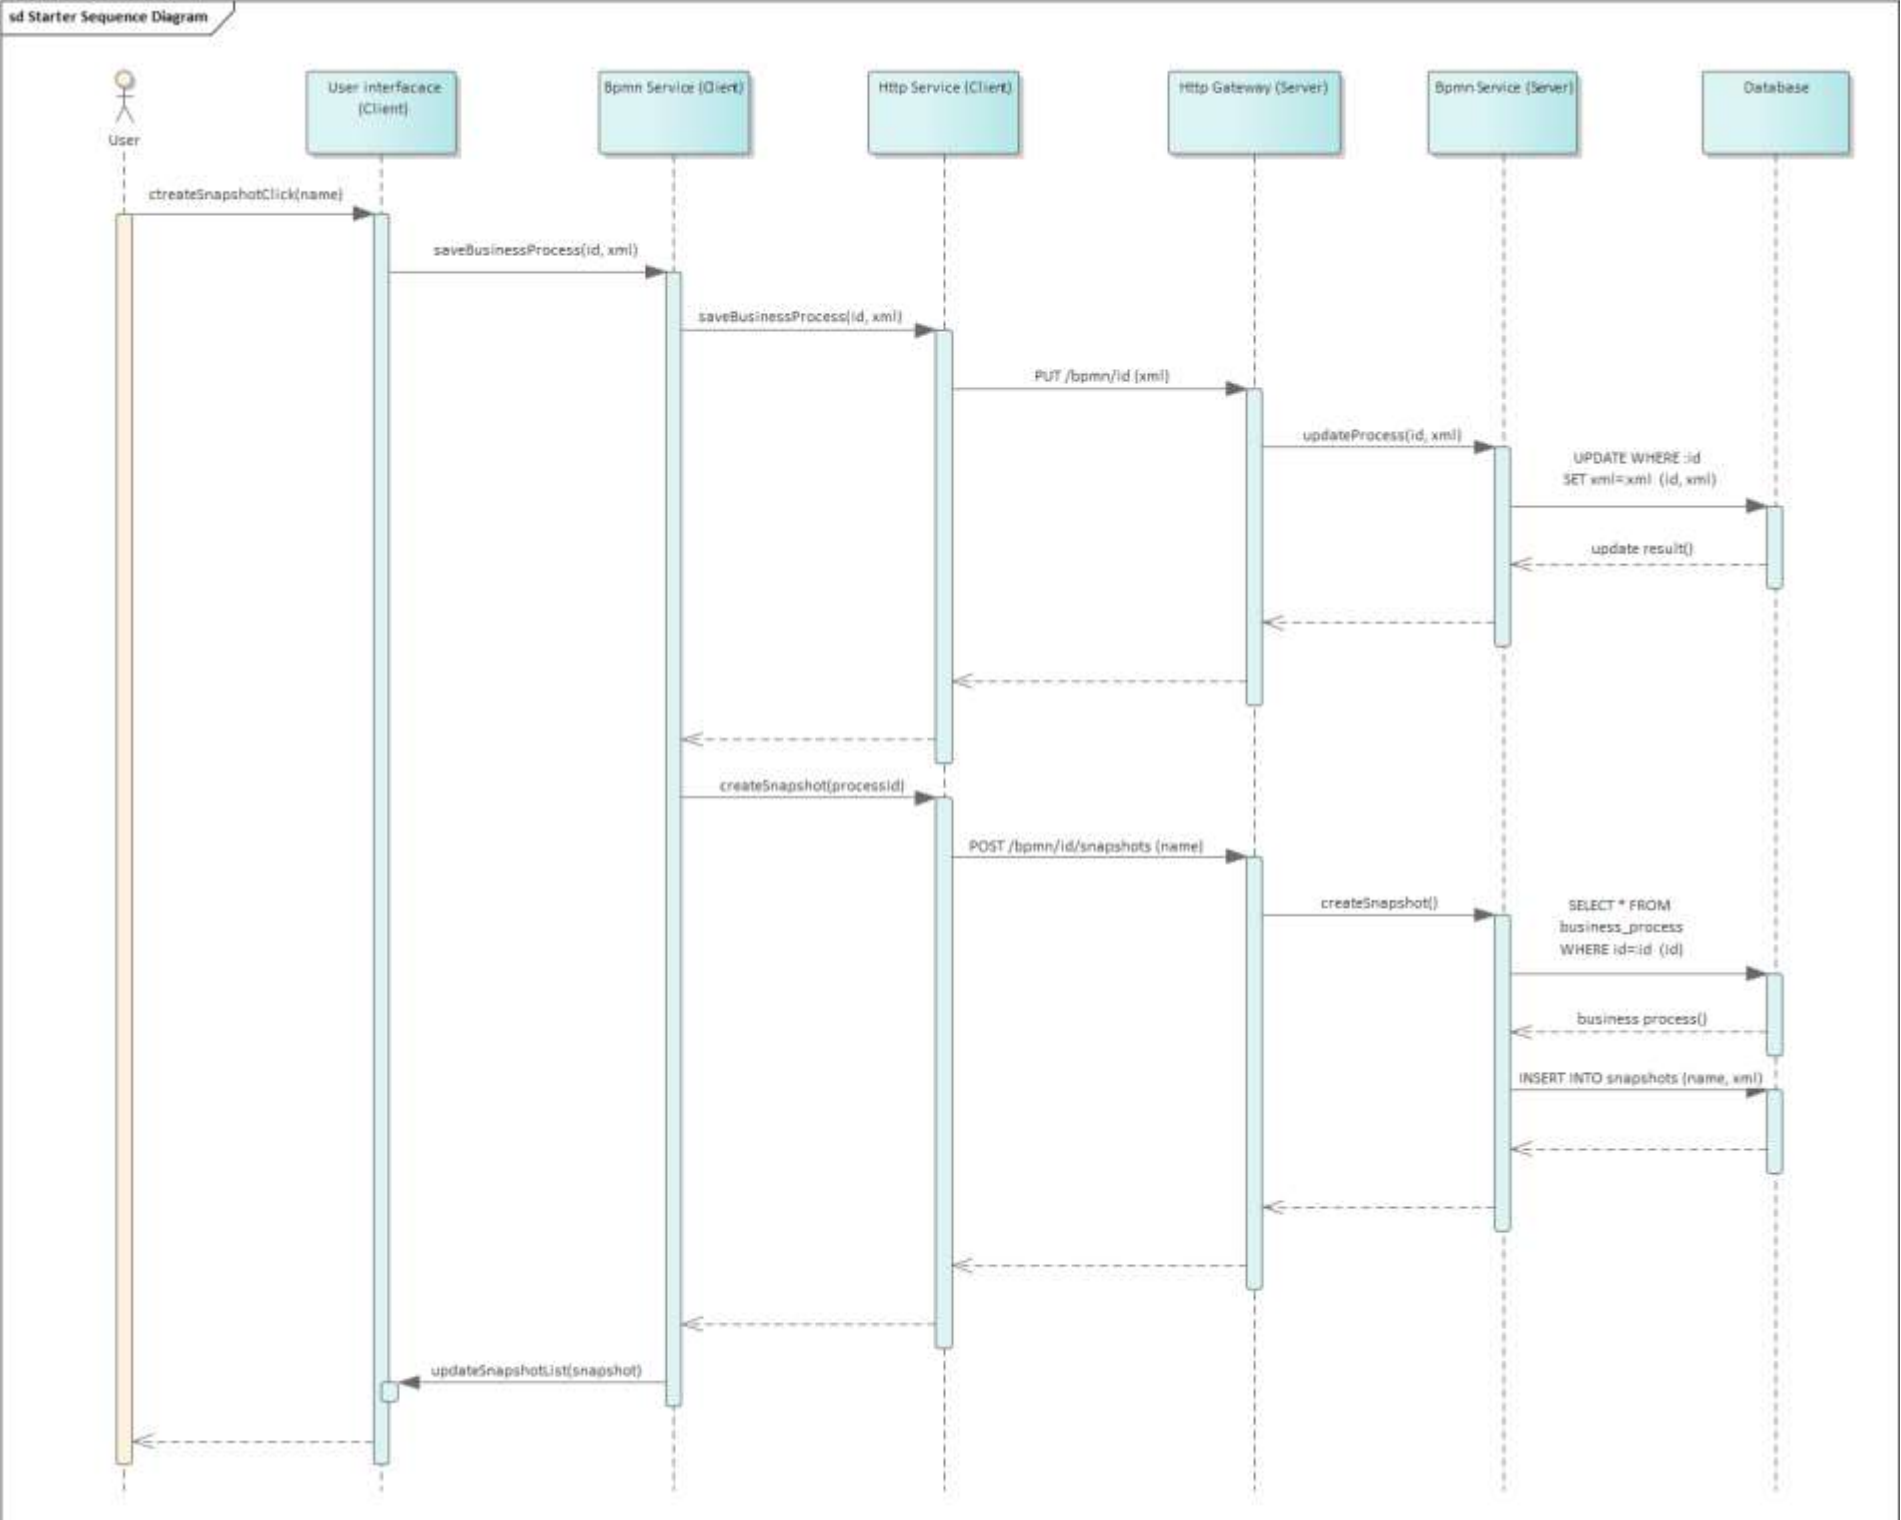 sd Starter Sequence Diagram
User
User interfacace
(Client)
Bpmn Service (Client)
Http Service (Client)
Http Gateway (Server)
Bpmn Service (Server)
Database
ctreateSnapshotClick(name)
saveBusinessProcess(id, xml)
saveBusinessProcess(id, xml)
PUT /bpmn/id (xml)
updateProcess(id, xml)
UPDATE WHERE :id
SET xml=:xml (id, xml)
update result()
createSnapshot(processId)
POST /bpmn/id/snapshots (name)
createSnapshot()
SELECT * FROM
business_process
WHERE id=:id (id)
business process()
INSERT INTO snapshots (name, xml)
updateSnapshotList(snapshot)